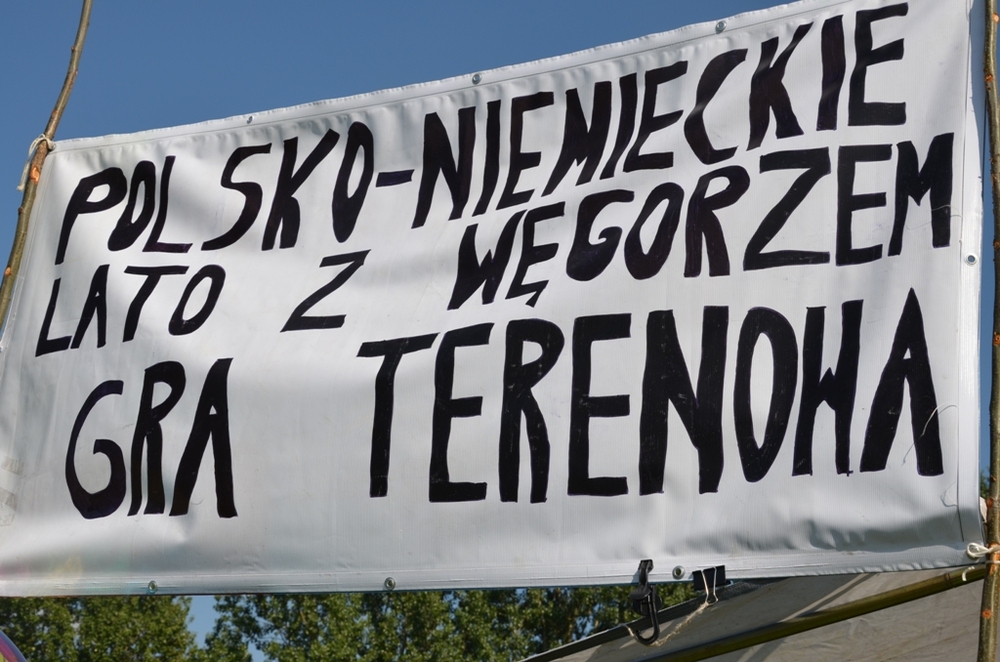 POLSKO-NIEMIECKIE
LATO Z WĘGORZEM
GRA TERENOWA